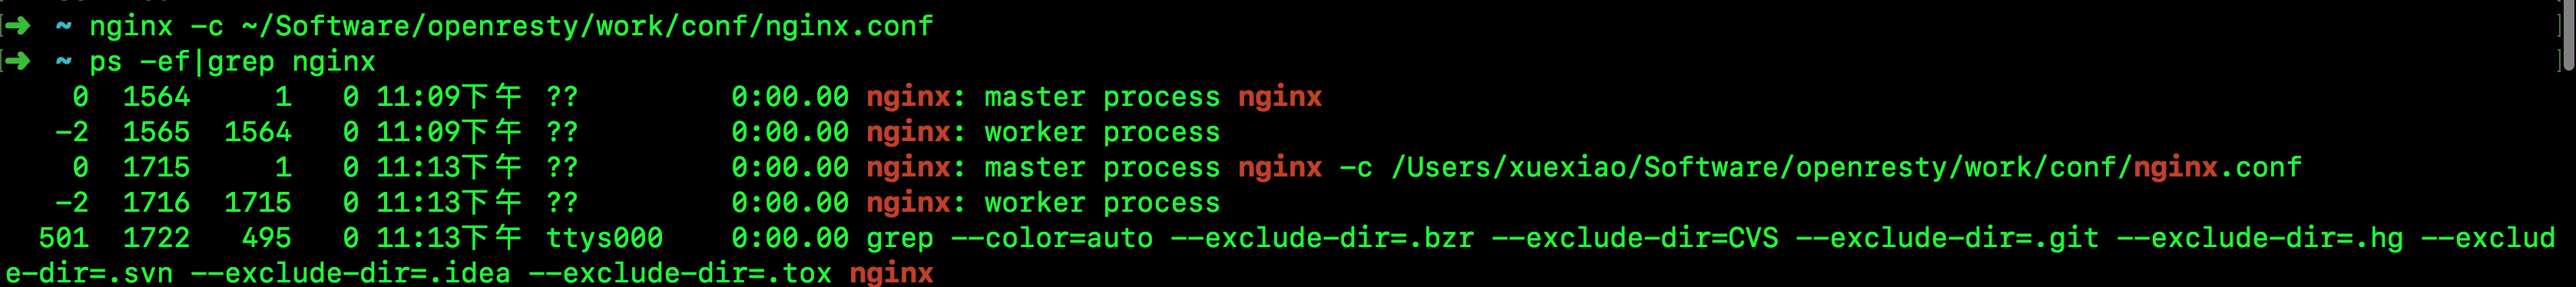 ➜ ~ nginx -c ~/Software/openresty/work/conf/nginx.conf
➜ ~ ps -ef|grep nginx
0 1564 1 0 11:09下午 ?? 0:00.00 nginx: master process nginx
-2 1565 1564 0 11:09下午 ?? 0:00.00 nginx: worker process
0 1715 1 0 11:13下午 ?? 0:00.00 nginx: master process nginx -c /Users/xuexiao/Software/openresty/work/conf/nginx.conf
-2 1716 1715 0 11:13下午 ?? 0:00.00 nginx: worker process
501 1722 495 0 11:13下午 ttys000 0:00.00 grep --color=auto --exclude-dir=.bzr --exclude-dir=CVS --exclude-dir=.git --exclude-dir=.hg --exclud
e-dir=.svn --exclude-dir=.idea --exclude-dir=.tox nginx